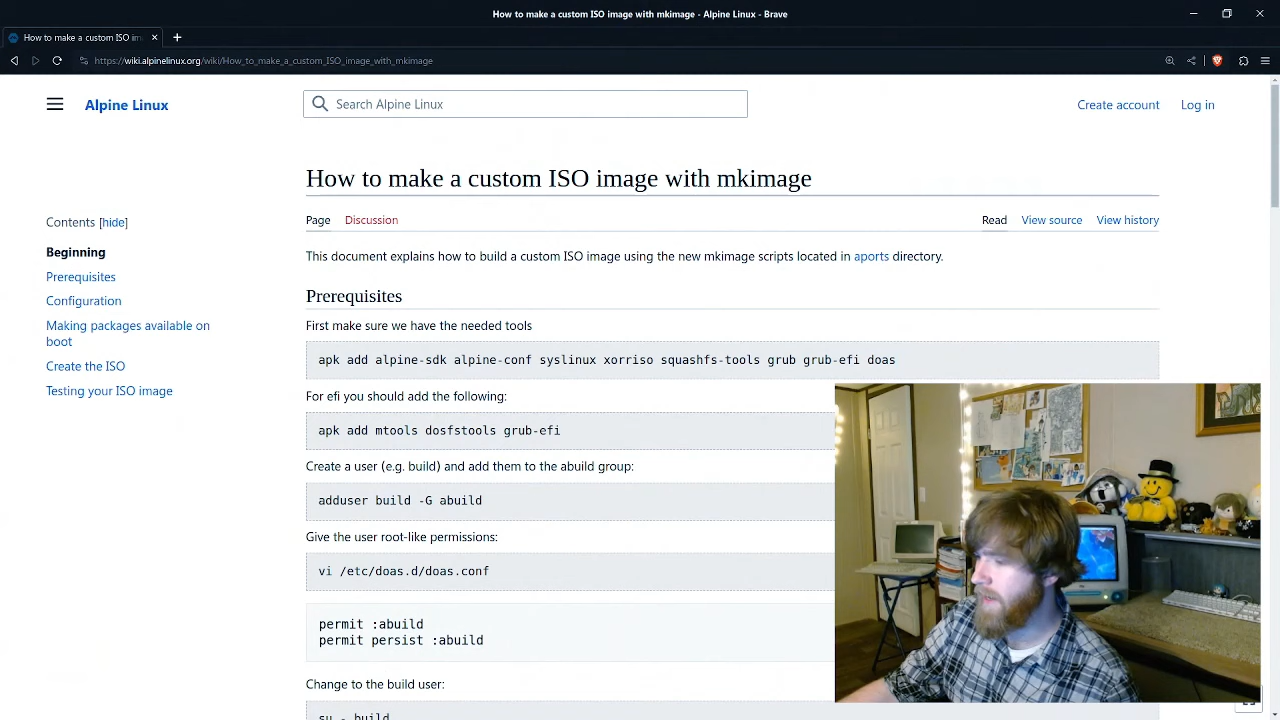 How to make a custom ISO image with mkimage - Alpine Linux - Brave
How to make a custom ISO im
https://wiki.alpinelinux.org/wiki/How_to_make_a_custom_ISO_image_with_mkimage
Alpine Linux
Search Alpine Linux
Create account
Log in
How to make a custom ISO image with mkimage
Contents [hide]
Beginning
Prerequisites
Configuration
Making packages available on
boot
Create the ISO
Testing your ISO image
Page
Discussion
Read
View source
View history
This document explains how to build a custom ISO image using the new mkimage scripts located in aports directory.
Prerequisites
First make sure we have the needed tools
apk add alpine-sdk alpine-conf syslinux xorriso squashfs-tools grub grub-efi doas
For efi you should add the following:
apk add mtools dosfstools grub-efi
Create a user (e.g. build) and add them to the abuild group:
adduser build -G abuild
Give the user root-like permissions:
vi /etc/doas.d/doas.conf
permit :abuild
permit persist :abuild
Change to the build user:
su - build